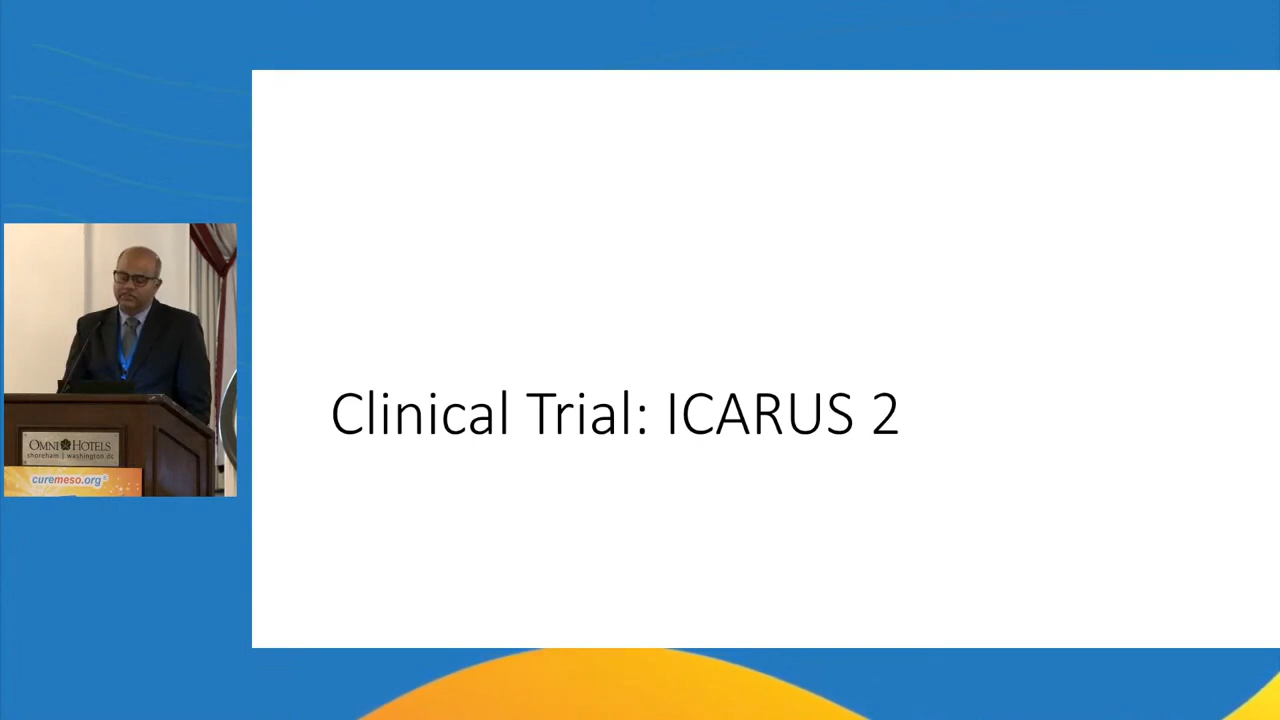 Clinical Trial: ICARUS 2
OMNI HOTELS
shoreham | washington dc
curemeso.org®